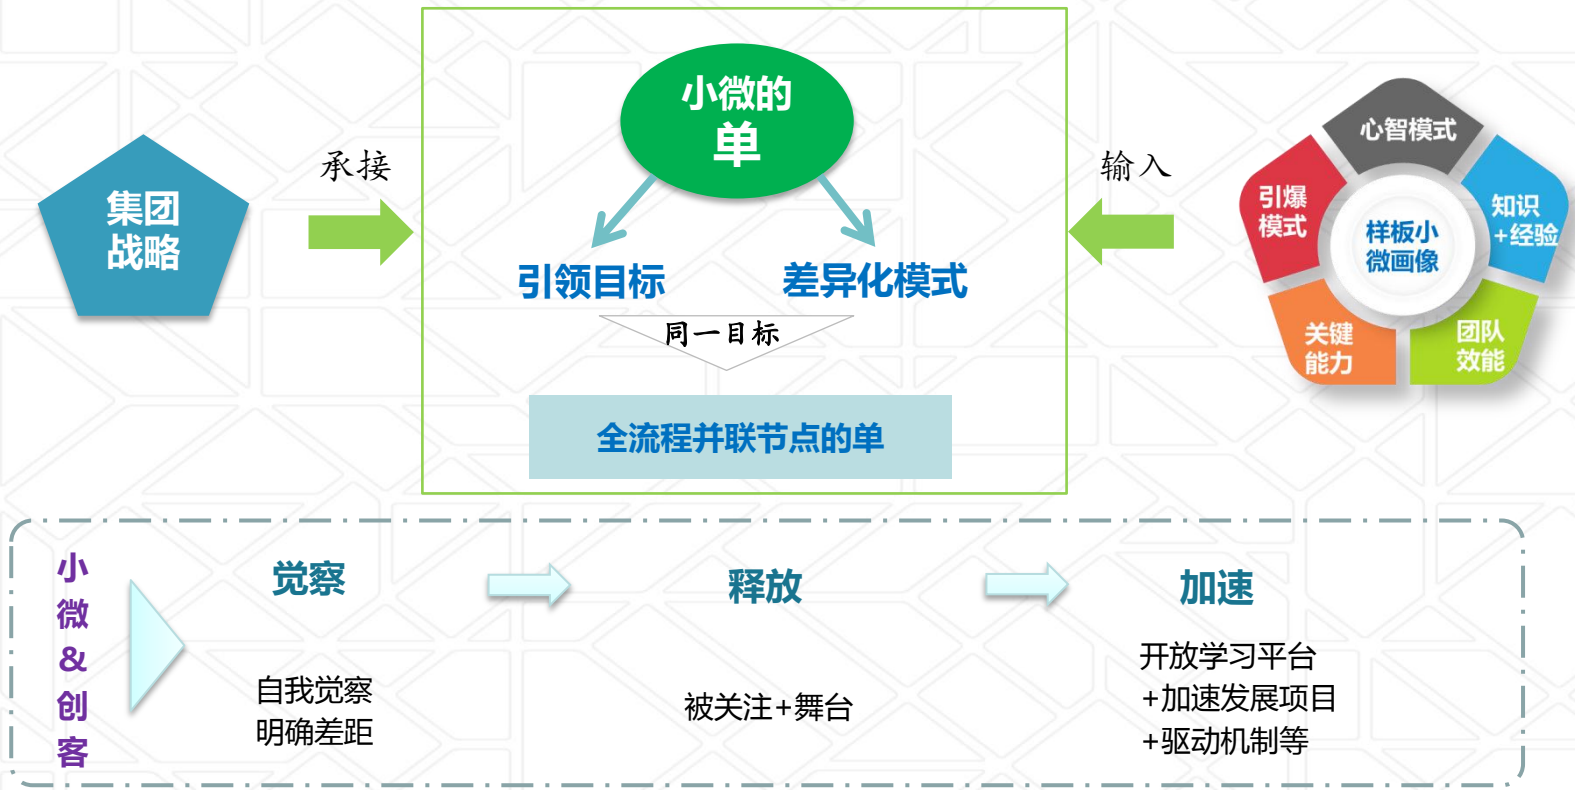 集团
战略
承接
小微的
单
引领目标
差异化模式
同一目标
全流程并联节点的单
输入
心智模式
引爆
模式
知识
+经验
样板小
微画像
关键
能力
团队
效能
小
微
&
创
客
觉察
自我觉察
明确差距
释放
被关注+舞台
加速
开放学习平台
+加速发展项目
+驱动机制等